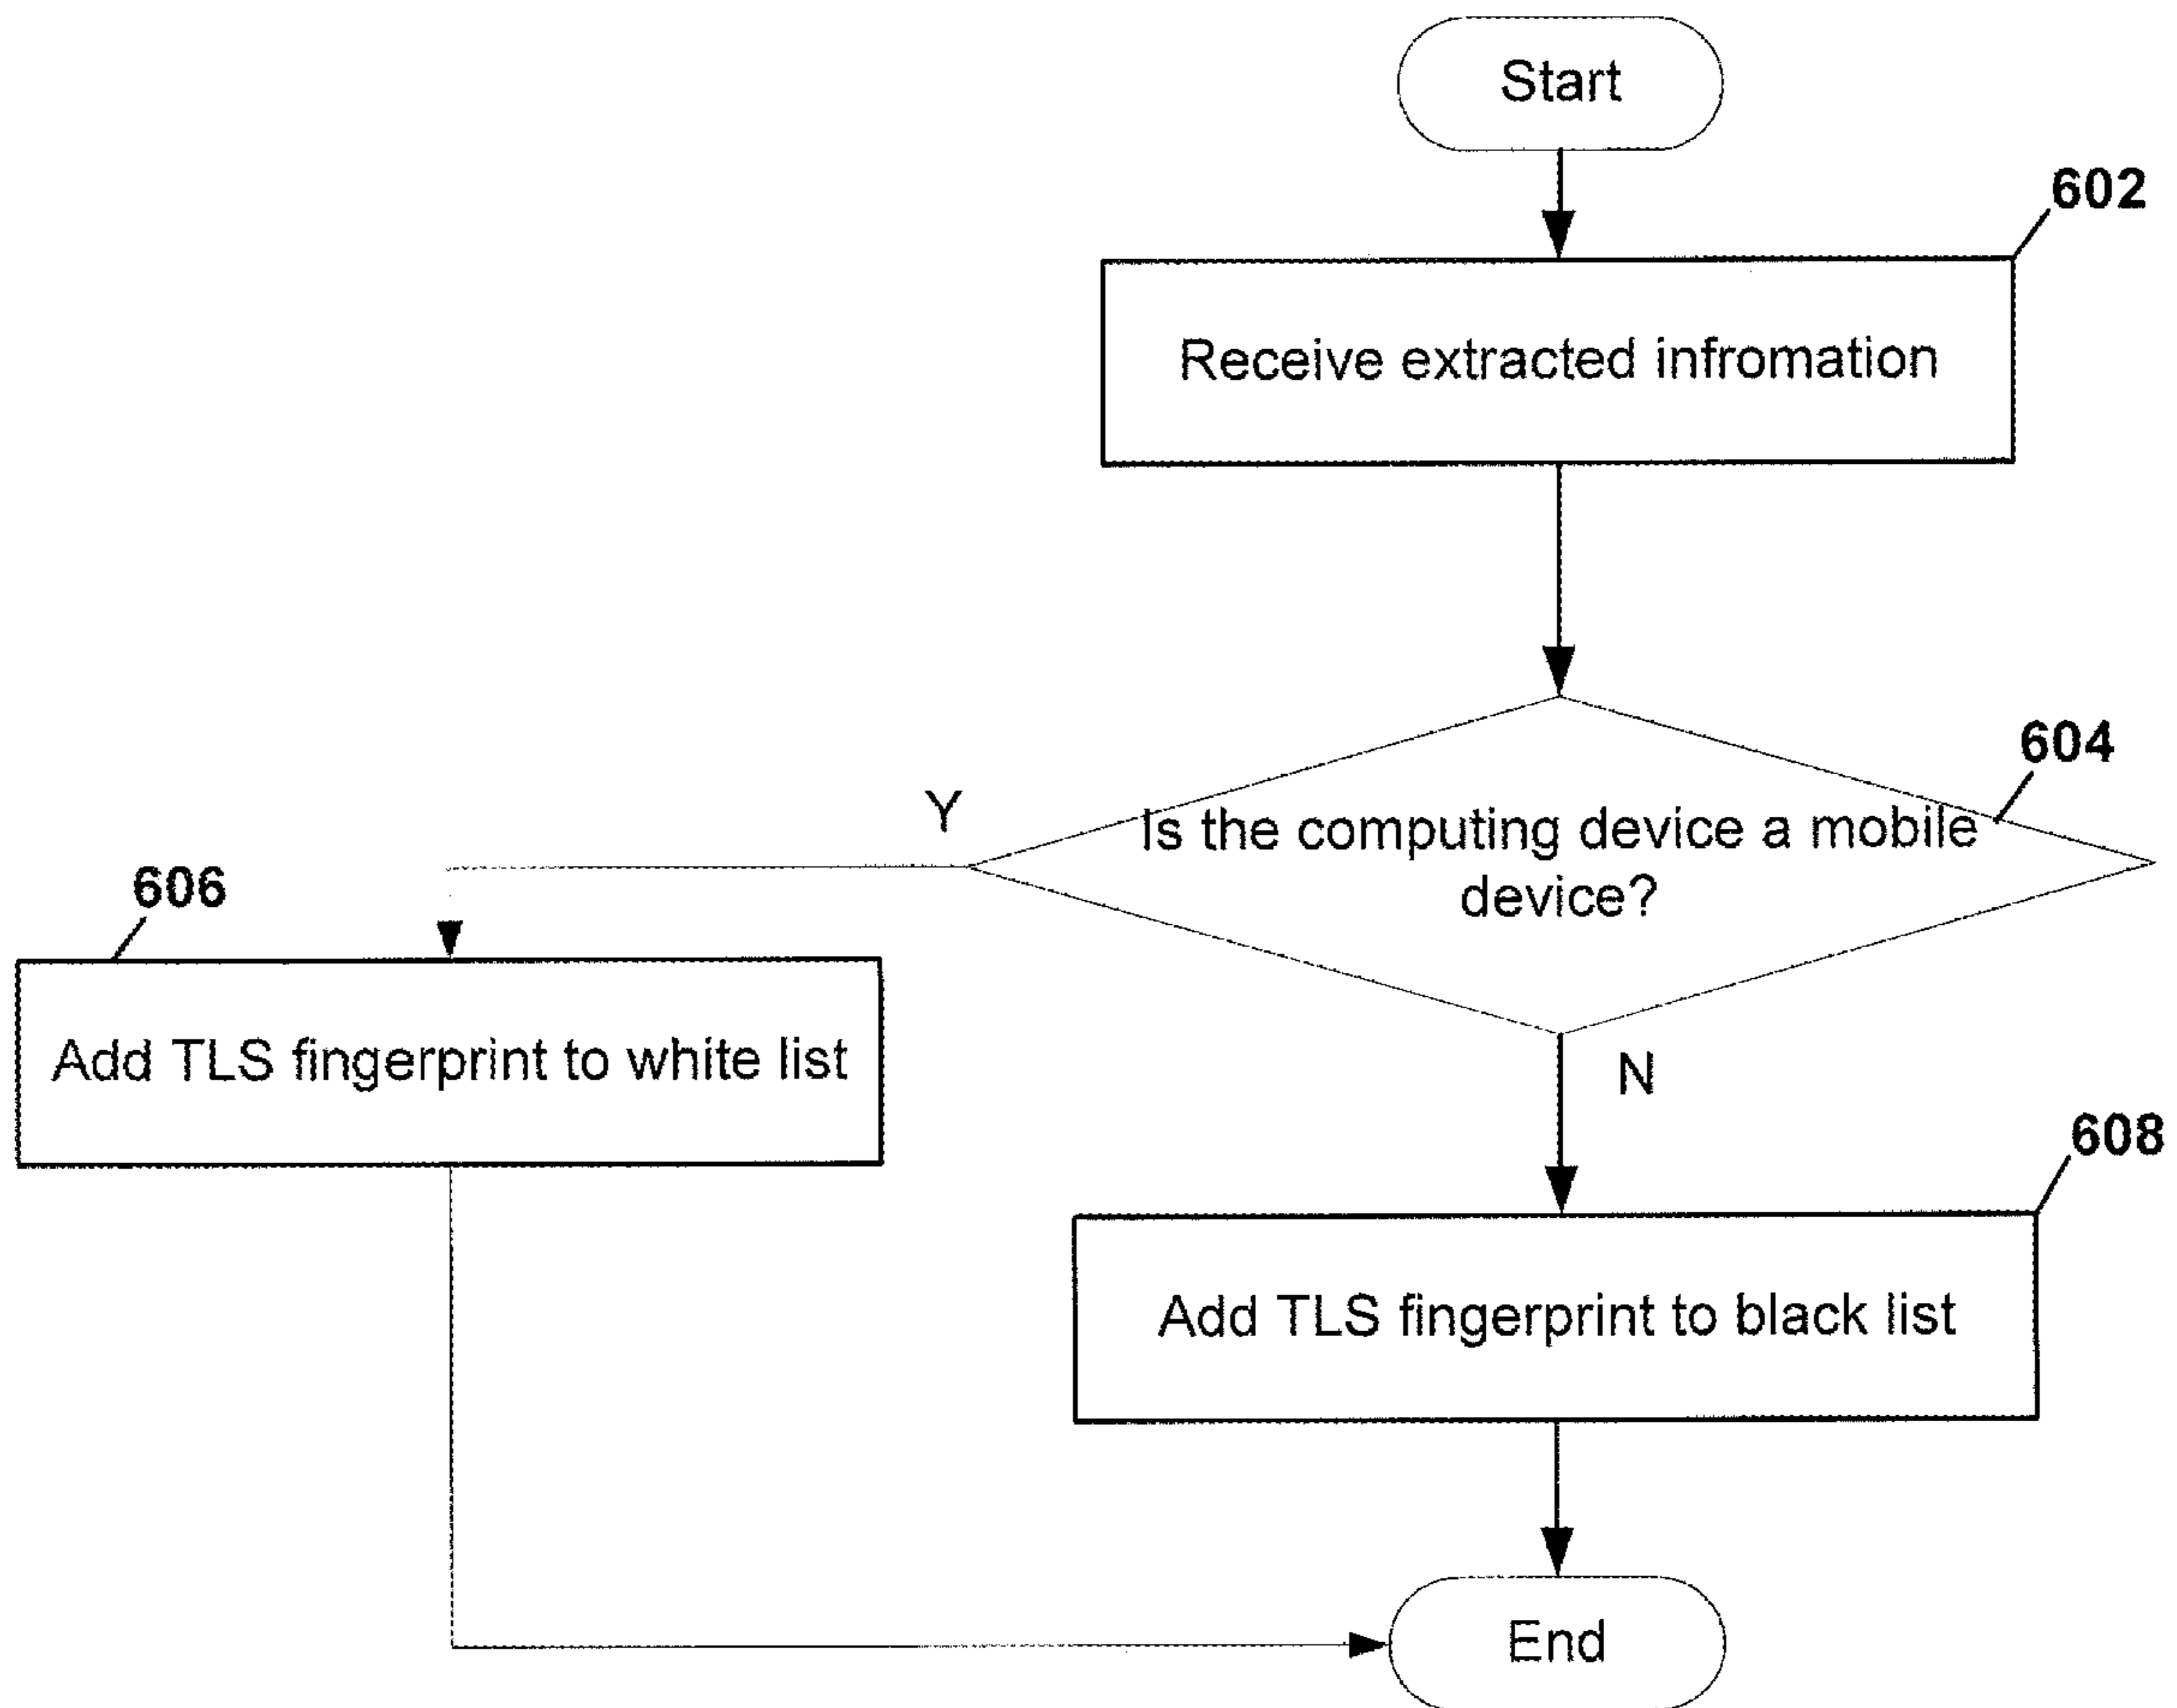 Start
602
Receive extracted infromation
604
Is the computing device a mobile
device?
Y
606
Add TLS fingerprint to white list
N
608
Add TLS fingerprint to black list
End